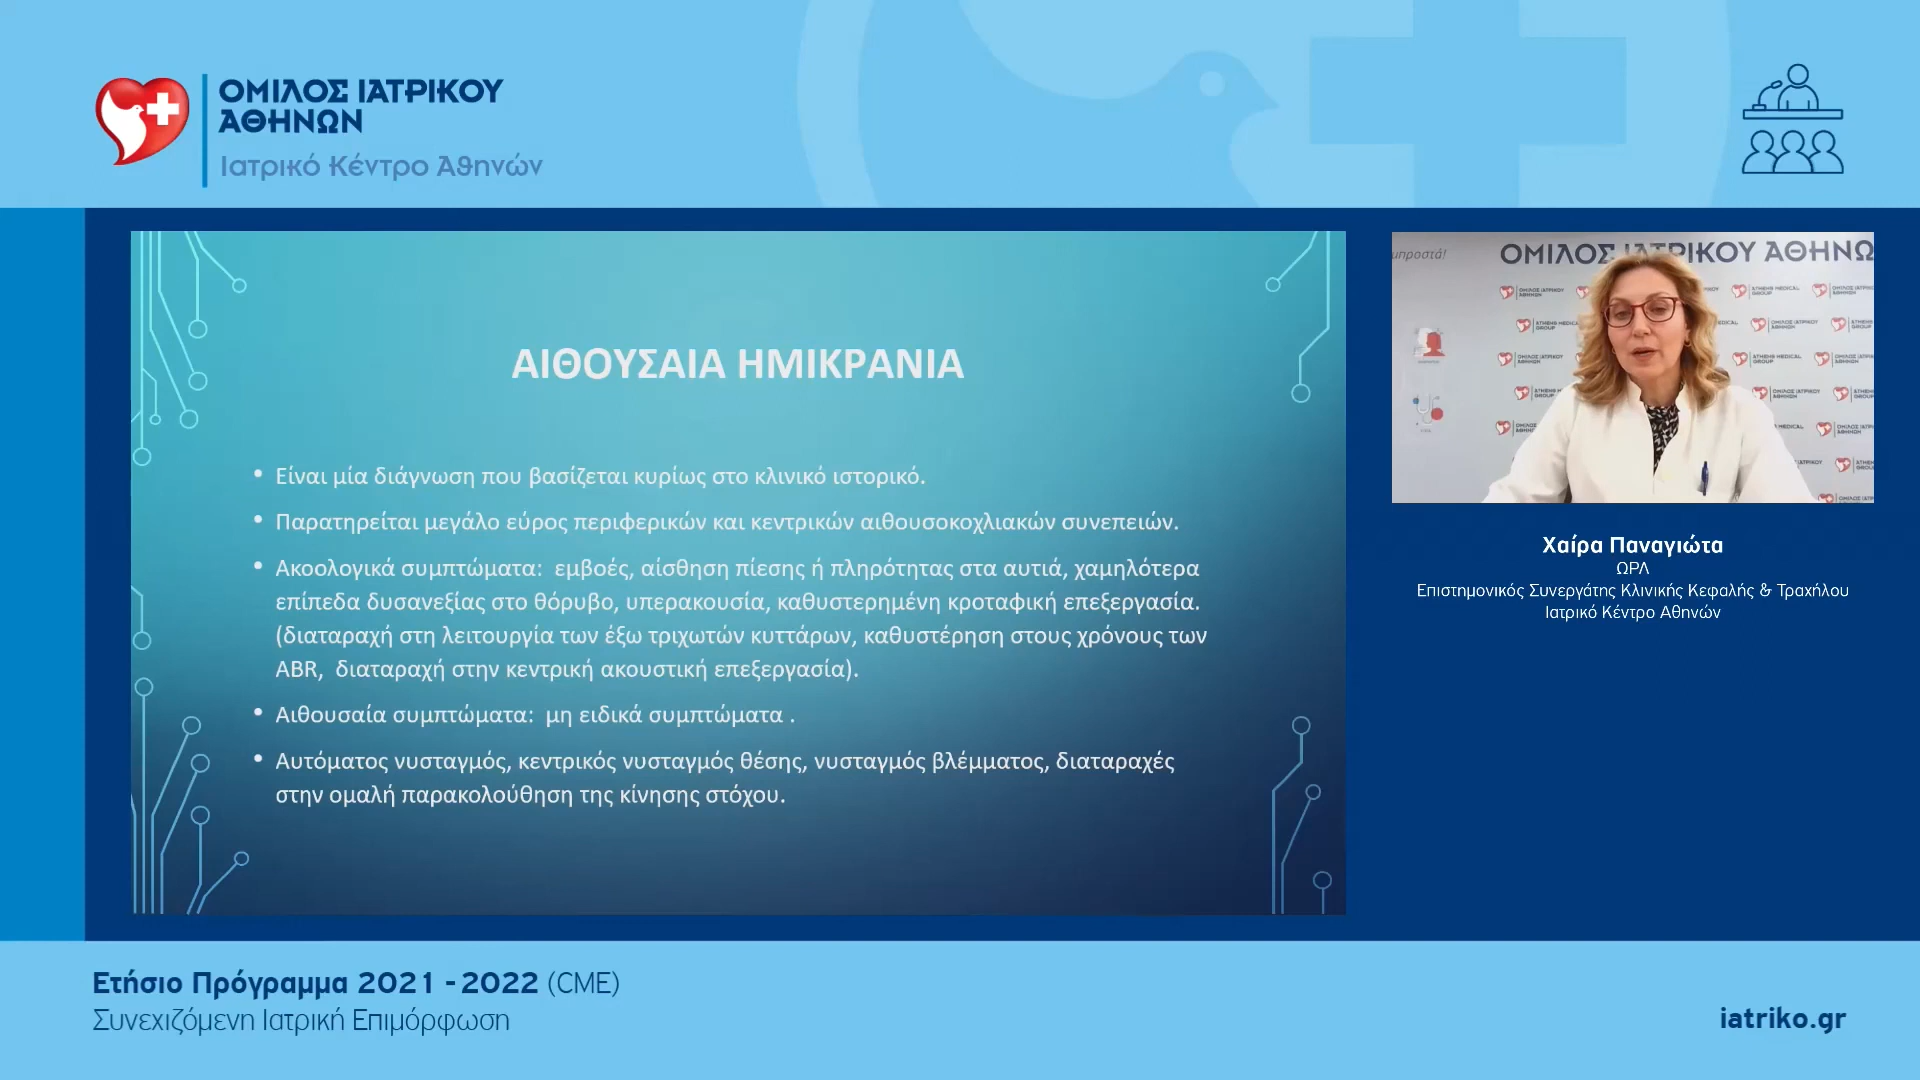 ΟΜΙΛΟΣ ΙΑΤΡΙΚΟΥ
ΑΘΗΝΩΝ
Ιατρικό Κέντρο Αθηνών
ΑΙΘΟΥΣΑΙΑ ΗΜΙΚΡΑΝΙΑ
• Είναι μία διάγνωση που βασίζεται κυρίως στο κλινικό ιστορικό.
• Παρατηρείται μεγάλο εύρος περιφερικών και κεντρικών αιθουσοκοχλιακών συνεπειών.
• Ακοολογικά συμπτώματα: εμβοές, αίσθηση πίεσης ή πληρότητας στα αυτιά, χαμηλότερα
επίπεδα δυσανεξίας στο θόρυβο, υπερακουσία, καθυστερημένη κροταφική επεξεργασία.
(διαταραχή στη λειτουργία των έξω τριχωτών κυττάρων, καθυστέρηση στους χρόνους των
ABR, διαταραχή στην κεντρική ακουστική επεξεργασία).
• Αιθουσαία συμπτώματα: μη ειδικά συμπτώματα .
• Αυτόματος νυσταγμός, κεντρικός νυσταγμός θέσης, νυσταγμός βλέμματος, διαταραχές
στην ομαλή παρακολούθηση της κίνησης στόχου.
ΟΜΙΛΟΣ ΙΑΤΡΙΚΟΥ ΑΘΗΝΩ
Χαίρα Παναγιώτα
ΩΡΛ
Επιστημονικός Συνεργάτης Κλινικής Κεφαλής & Τραχήλου
Ιατρικό Κέντρο Αθηνών
Ετήσιο Πρόγραμμα 2021 - 2022 (CME)
Συνεχιζόμενη Ιατρική Επιμόρφωση
iatriko.gr